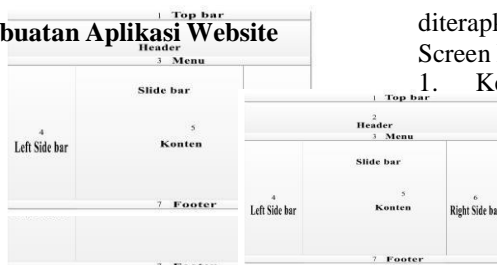 1 Top bar
buatan Aplikasi Website
Header
3 Menu
Slide bar
4
Left Side bar
5
Konten
7 Footer
diterapk
Screen
1. Ke
1 Top bar
2
Header
3 Menu
Slide bar
4
Left Side bar
5
Konten
6
Right Side ba
7 Footer